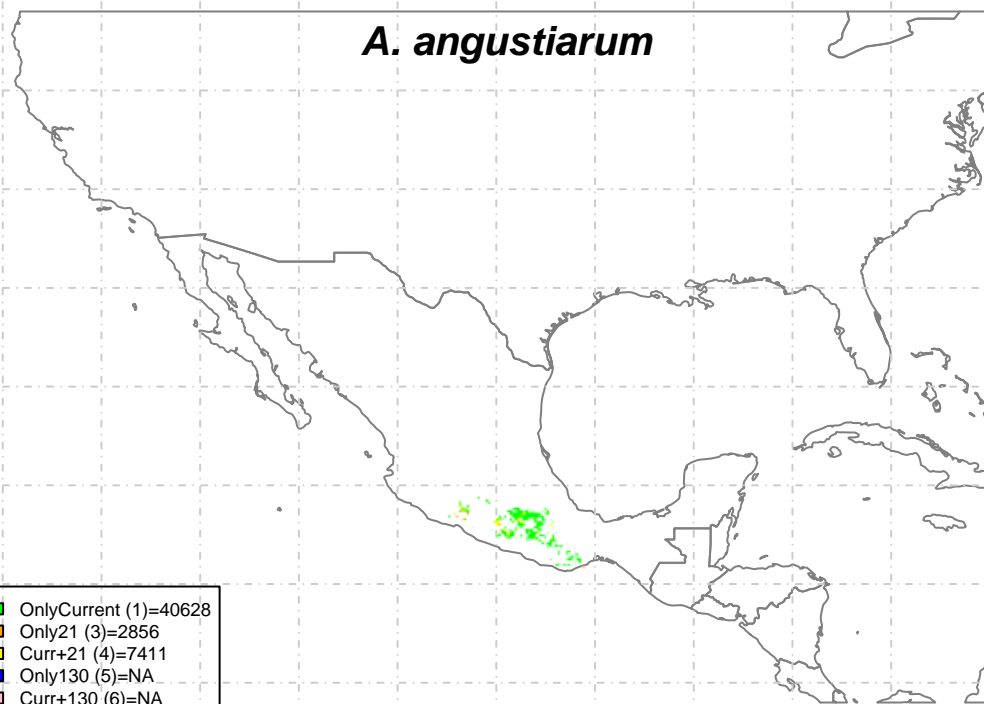 A. angustiarum
OnlyCurrent (1)=40628
Only21 (3)=2856
Curr+21 (4)=7411
Only130 (5)=NA
Curr+130 (6)=NA